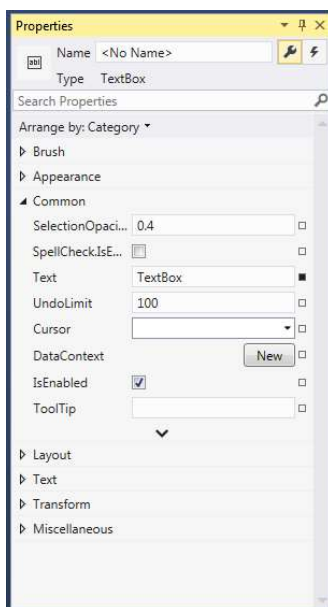 Properties
Name <No Name>
abl
Type TextBox
Search Properties
Arrange by: Category
Brush
Appearance
Common
SelectionOpaci... 0.4
SpellCheck.IsE...
Text TextBox
UndoLimit 100
Cursor
DataContext New
IsEnabled
ToolTip
Layout
Text
Transform
Miscellaneous